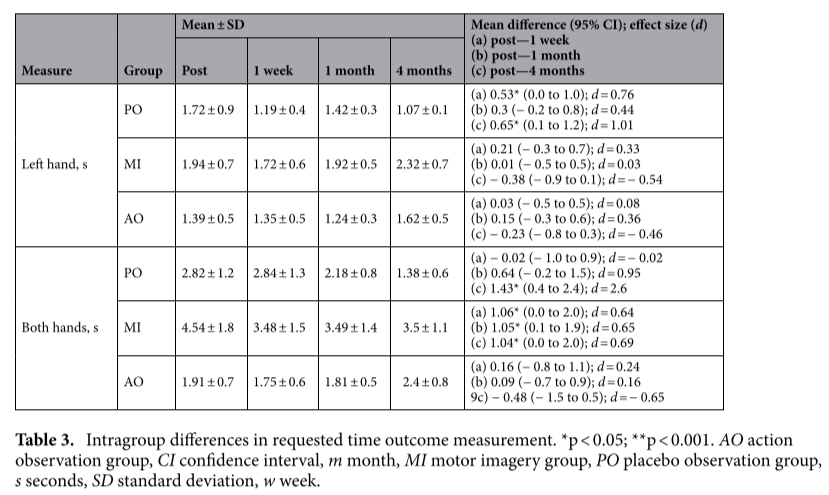 Measure Group Mean ± SD Mean difference (95% CI); effect size (d)
(a) post—1 week
(b) post—1 month
(c) post—4 months
Post 1 week 1 month 4 months
Left hand, s
PO 1.72 ± 0.9 1.19 ± 0.4 1.42 ± 0.3 1.07 ± 0.1
(a) 0.53* (0.0 to 1.0); d = 0.76
(b) 0.3 (− 0.2 to 0.8); d = 0.44
(c) 0.65* (0.1 to 1.2); d = 1.01
MI 1.94 ± 0.7 1.72 ± 0.6 1.92 ± 0.5 2.32 ± 0.7
(a) 0.21 (− 0.3 to 0.7); d = 0.33
(b) 0.01 (− 0.5 to 0.5); d = 0.03
(c) − 0.38 (− 0.9 to 0.1); d = − 0.54
AO 1.39 ± 0.5 1.35 ± 0.5 1.24 ± 0.3 1.62 ± 0.5
(a) 0.03 (− 0.5 to 0.5); d = 0.08
(b) 0.15 (− 0.3 to 0.6); d = 0.36
(c) − 0.23 (− 0.8 to 0.3); d = − 0.46
Both hands, s
PO 2.82 ± 1.2 2.84 ± 1.3 2.18 ± 0.8 1.38 ± 0.6
(a) − 0.02 (− 1.0 to 0.9); d = − 0.02
(b) 0.64 (− 0.2 to 1.5); d = 0.95
(c) 1.43* (0.4 to 2.4); d = 2.6
MI 4.54 ± 1.8 3.48 ± 1.5 3.49 ± 1.4 3.5 ± 1.1
(a) 1.06* (0.0 to 2.0); d = 0.64
(b) 1.05* (0.1 to 1.9); d = 0.65
(c) 1.04* (0.0 to 2.0); d = 0.69
AO 1.91 ± 0.7 1.75 ± 0.6 1.81 ± 0.5 2.4 ± 0.8
(a) 0.16 (− 0.8 to 1.1); d = 0.24
(b) 0.09 (− 0.7 to 0.9); d = 0.16
9c) − 0.48 (− 1.5 to 0.5); d = − 0.65
Table 3. Intragroup differences in requested time outcome measurement. *p < 0.05; **p < 0.001. AO action
observation group, CI confidence interval, m month, MI motor imagery group, PO placebo observation group,
s seconds, SD standard deviation, w week.